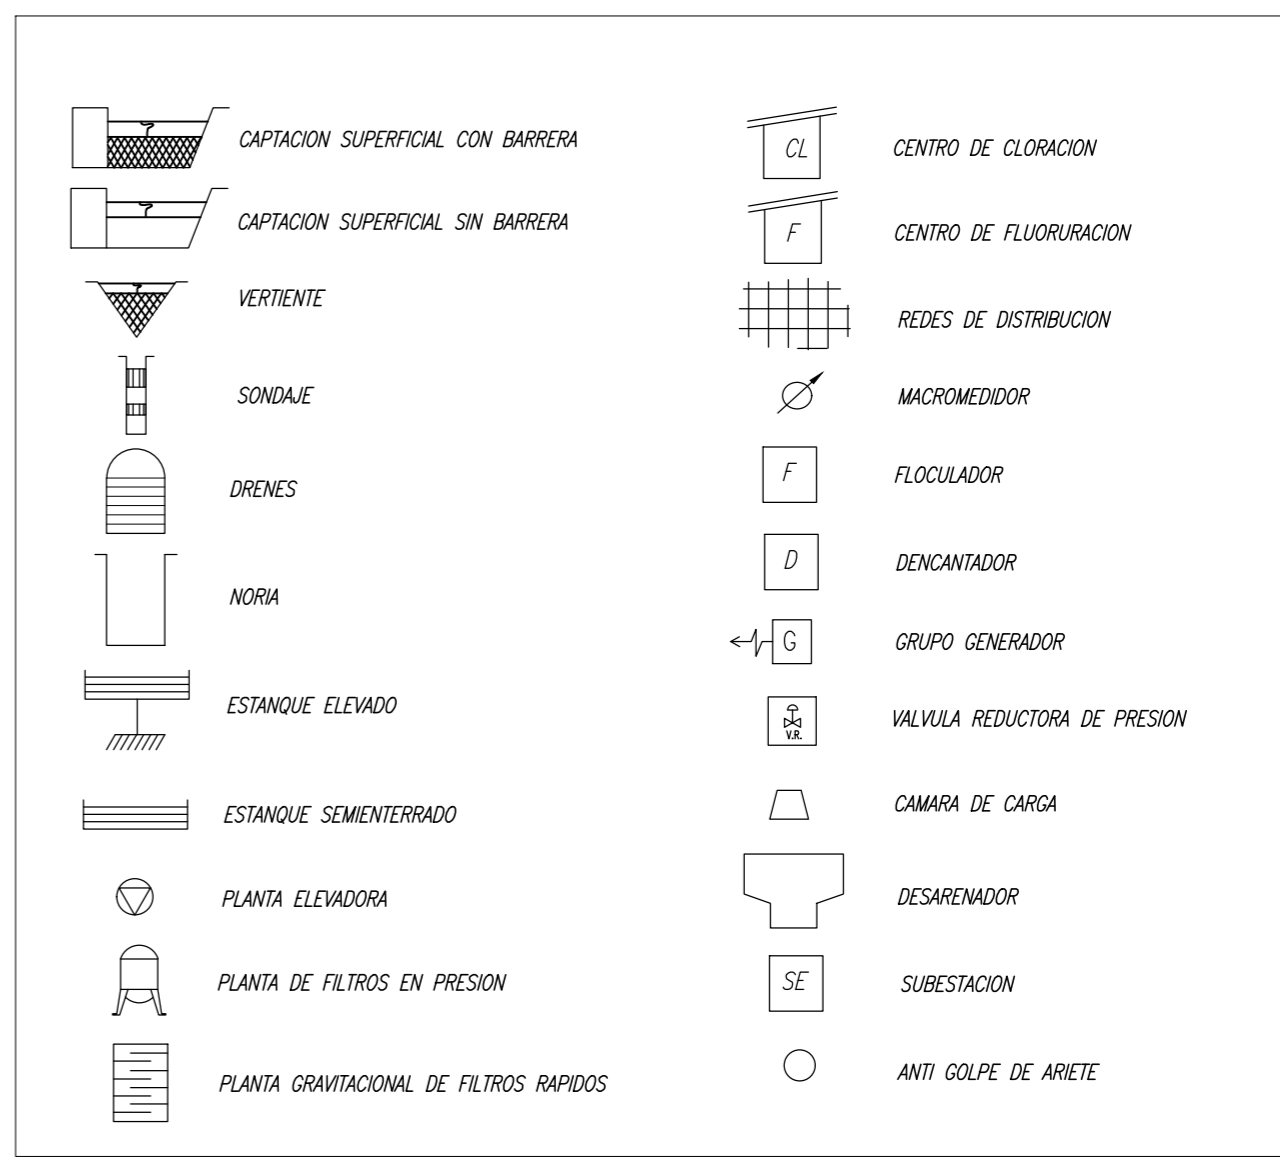 CAPTACION SUPERFICIAL CON BARRERA
CAPTACION SUPERFICIAL SIN BARRERA
VERTIENTE
SONDAJE
DRENES
NORIA
ESTANQUE ELEVADO
ESTANQUE SEMIENTERRADO
PLANTA ELEVADORA
PLANTA DE FILTROS EN PRESION
PLANTA GRAVITACIONAL DE FILTROS RAPIDOS
CL CENTRO DE CLORACION
F CENTRO DE FLUORURACION
REDES DE DISTRIBUCION
MACROMEDIDOR
F FLOCULADOR
D DENCANTADOR
G GRUPO GENERADOR
V.R. VALVULA REDUCTORA DE PRESION
CAMARA DE CARGA
DESARENADOR
SE SUBESTACION
ANTI GOLPE DE ARIETE